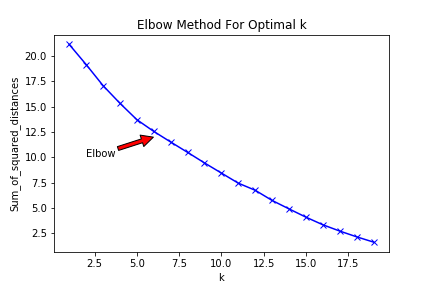 Elbow Method For Optimal k
Sum_of_squared_distances
20.0
17.5
15.0
12.5
10.0
7.5
5.0
2.5
Elbow
2.5 5.0 7.5 10.0 12.5 15.0 17.5
k